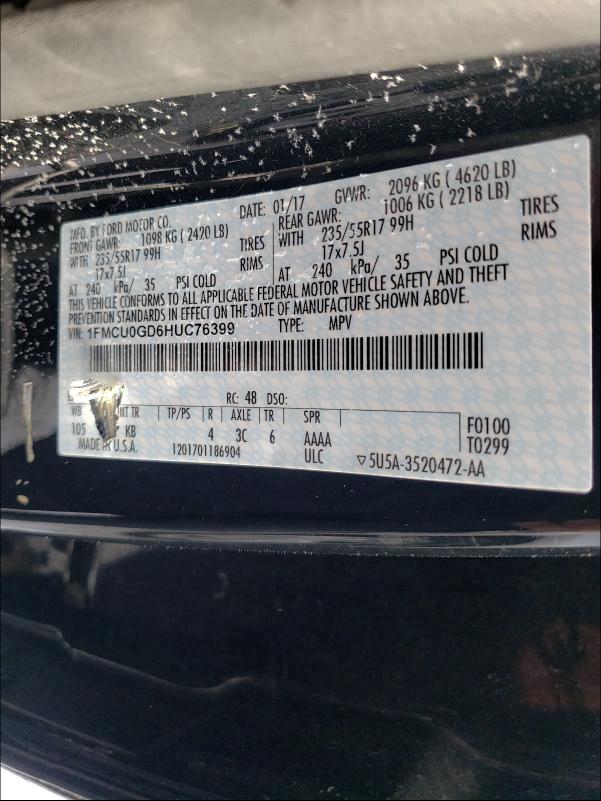 MFG. BY FORD MOTOR CO.
DATE: 01/17 GVWR: 2096 KG ( 4620 LB)
FRONT GAWR: 1098 KG ( 2420 LB) REAR GAWR: 1006 KG ( 2218 LB)
WITH 235/55R17 99H TIRES WITH 235/55R17 99H TIRES
17x7.5J RIMS 17x7.5J RIMS
AT 240 kPa/ 35 PSI COLD AT 240 kPa/ 35 PSI COLD
THIS VEHICLE CONFORMS TO ALL APPLICABLE FEDERAL MOTOR VEHICLE SAFETY AND THEFT
PREVENTION STANDARDS IN EFFECT ON THE DATE OF MANUFACTURE SHOWN ABOVE.
VIN: 1FMCU0GD6HUC76399 TYPE: MPV
RC: 48 DSO:
WB TR TP/PS R AXLE TR SPR
105 KB 4 3C 6 AAAA F0100
MADE IN U.S.A. 1201701186904 ULC T0299
▽5U5A-3520472-AA